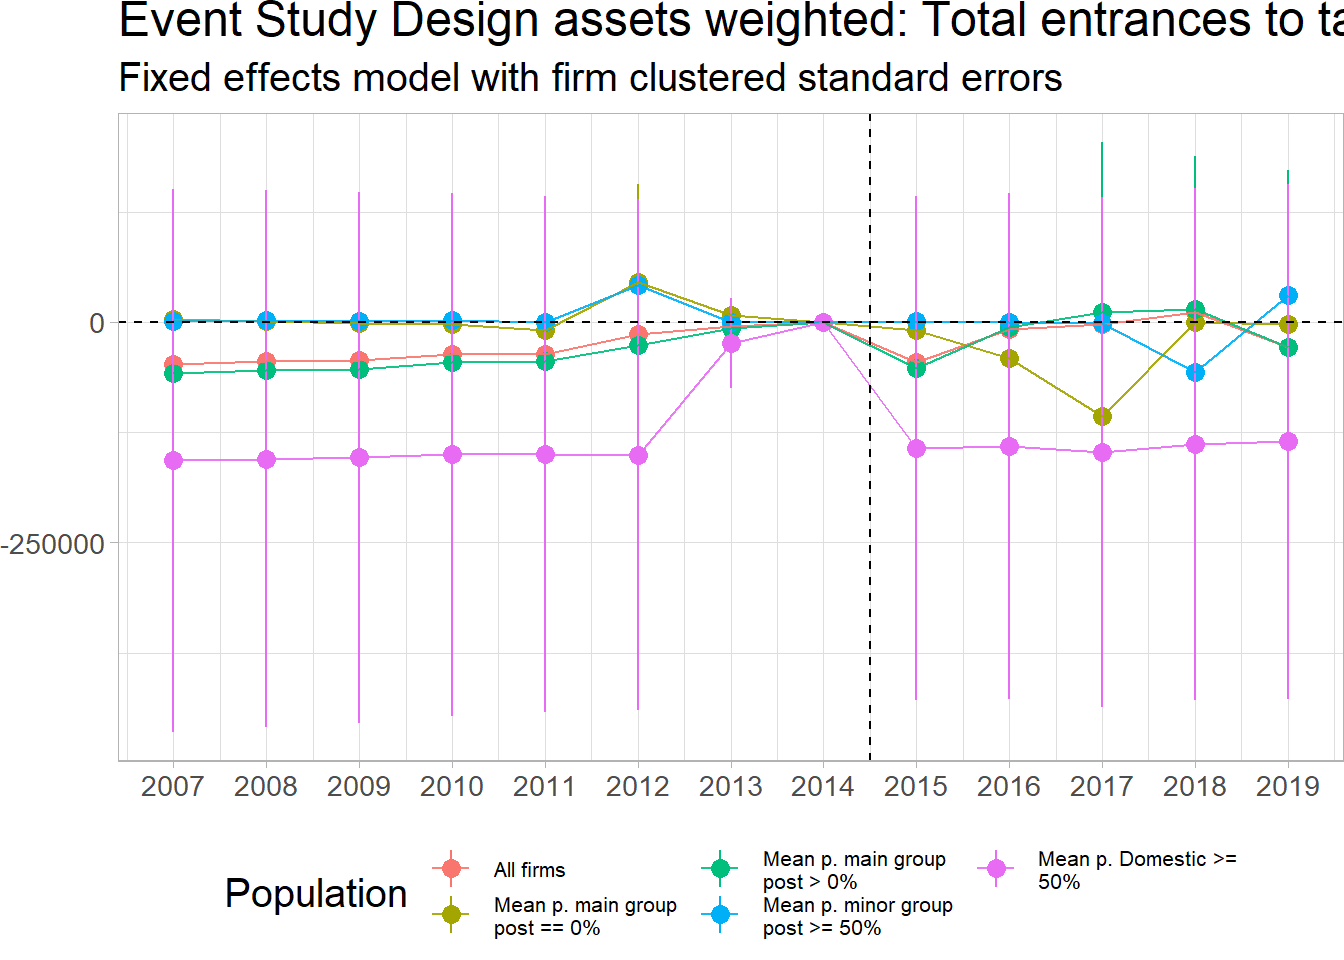 Event Study Design assets weighted: Total entrances to
Fixed effects model with firm clustered standard errors
0
-250000
2007 2008 2009 2010 2011 2012 2013 2014 2015 2016 2017 2018 2019
Population
All firms
Mean p. main group
post == 0%
Mean p. main group
post > 0%
Mean p. minor group
post >= 50%
Mean p. Domestic >=
50%